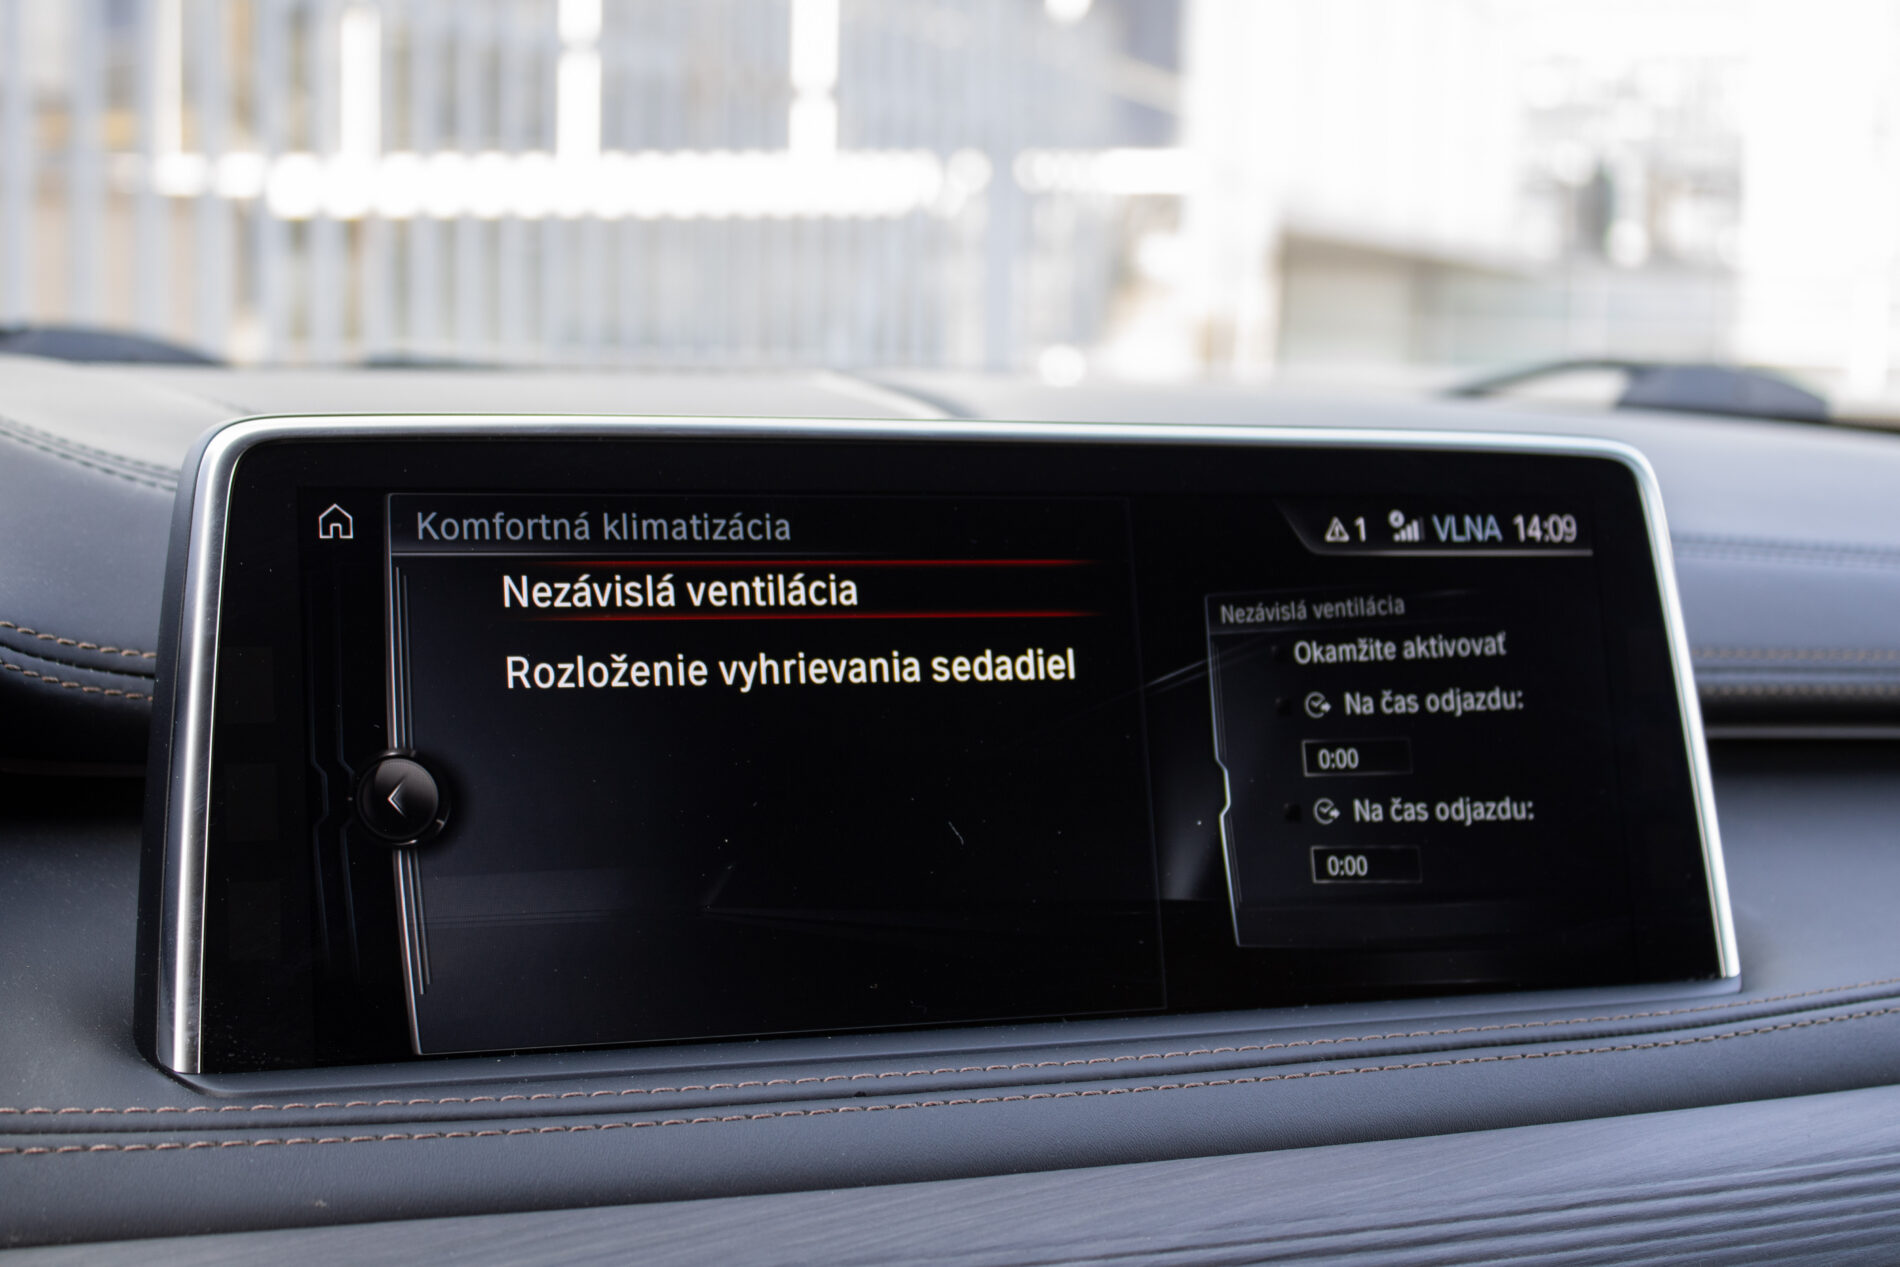 Komfortná klimatizácia
1 VLNA 14:09
Nezávislá ventilácia
Rozloženie vyhrievania sedadiel
Nezávislá ventilácia
Okamžite aktivovať
Na čas odjazdu:
0:00
Na čas odjazdu:
0:00